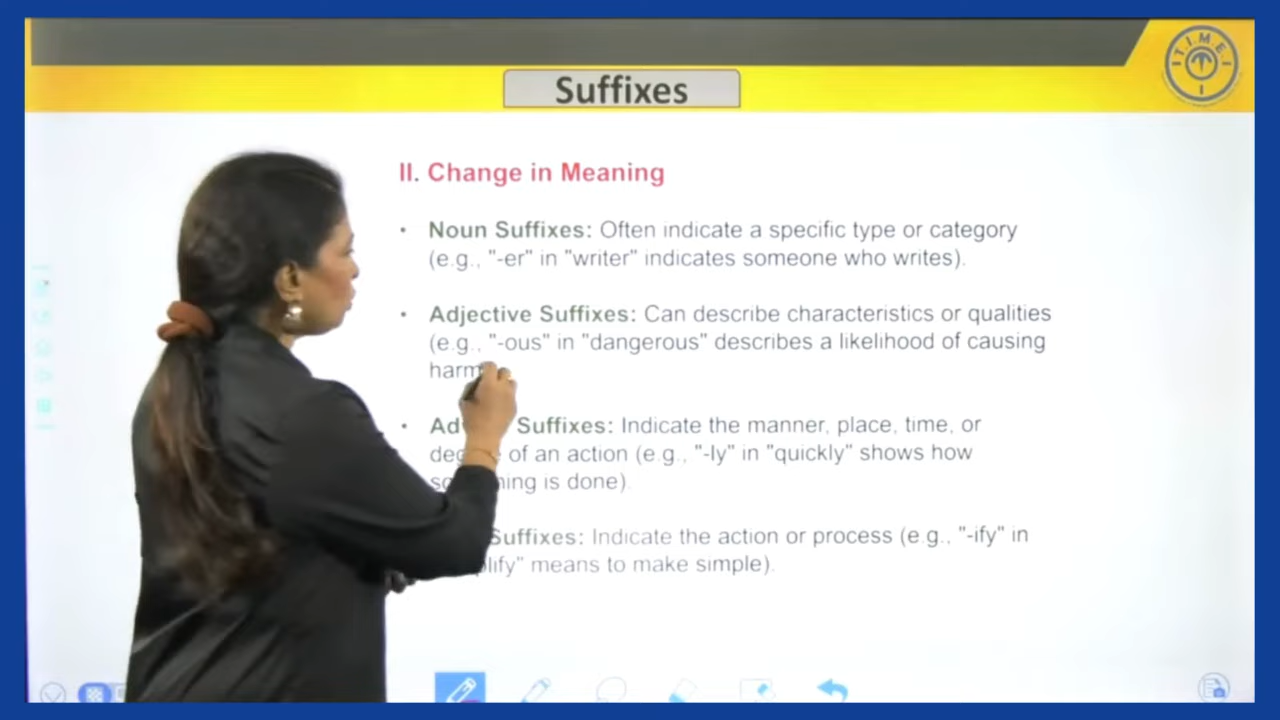 T.I.M.E.
Suffixes
II. Change in Meaning
• Noun Suffixes: Often indicate a specific type or category
(e.g., "-er" in "writer" indicates someone who writes).
• Adjective Suffixes: Can describe characteristics or qualities
(e.g., "-ous" in "dangerous" describes a likelihood of causing
harm
• Suffixes: Indicate the manner, place, time, or
of an action (e.g., "-ly" in "quickly" shows how
is done).
Suffixes: Indicate the action or process (e.g., "-ify" in
means to make simple).